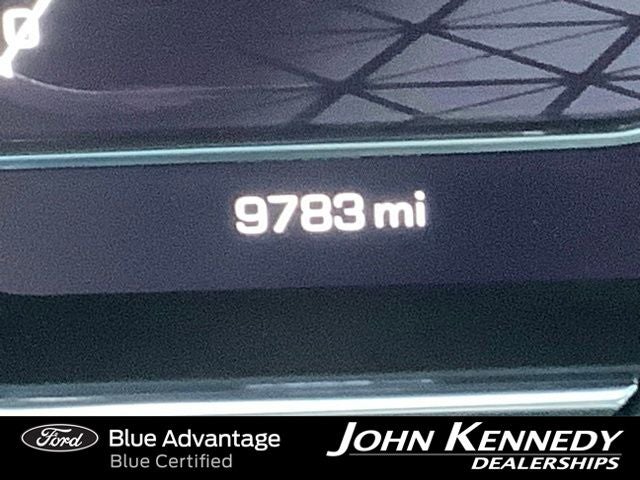 9783 mi
Ford
Blue Advantage
Blue Certified
JOHN KENNEDY
DEALERSHIPS